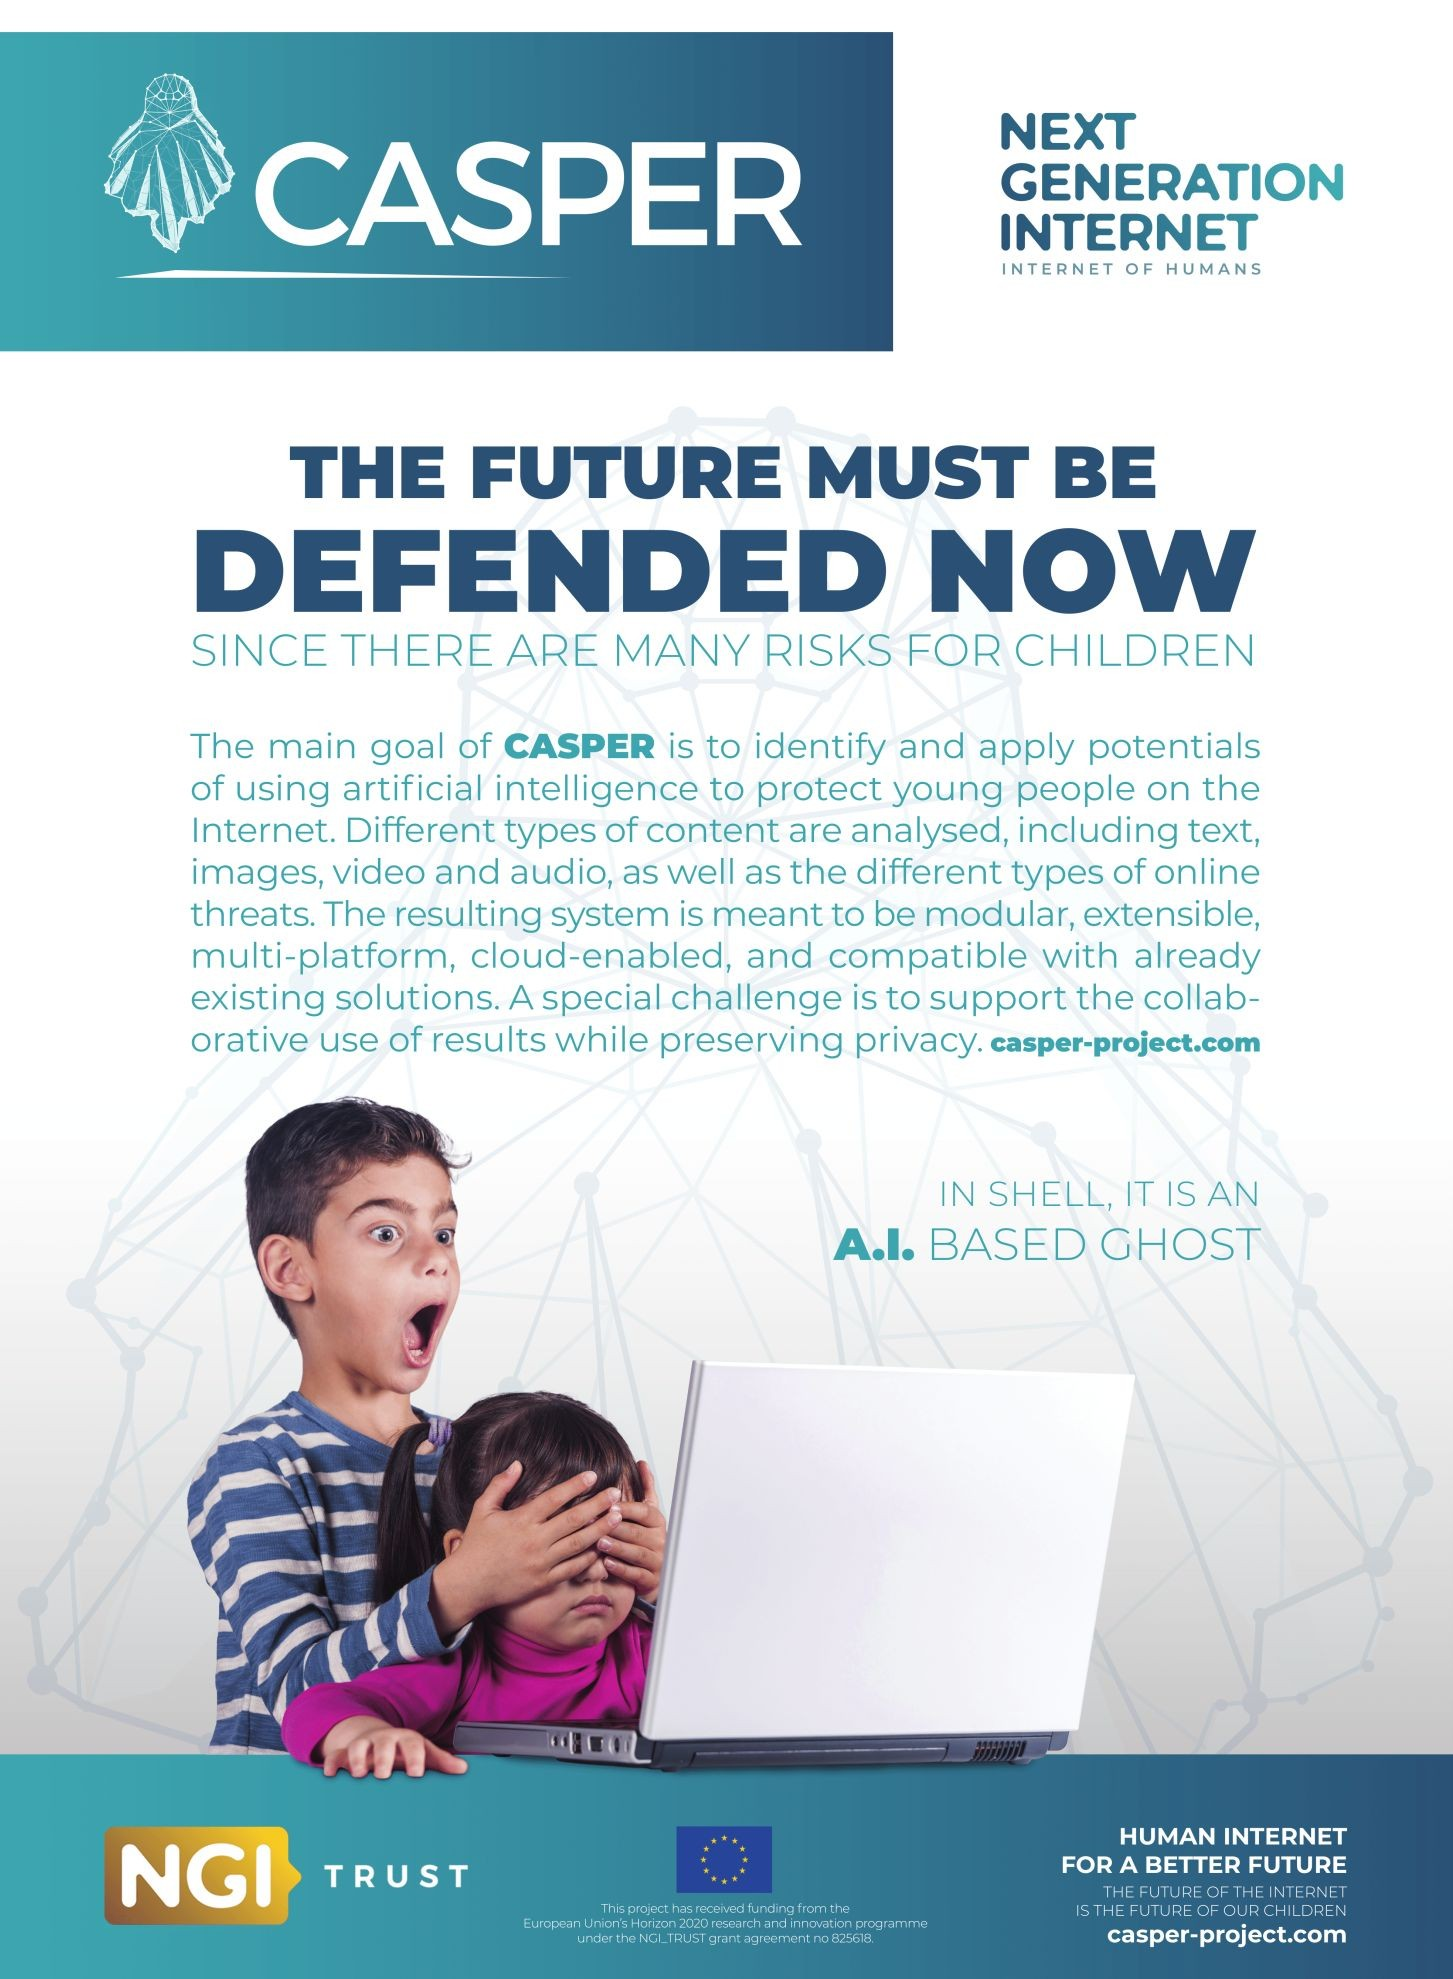 CASPER
NEXT
GENERATION
INTERNET
INTERNET OF HUMANS
THE FUTURE MUST BE
DEFENDED NOW
SINCE THERE ARE MANY RISKS FOR CHILDREN
The main goal of CASPER is to identify and apply potentials
of using artificial intelligence to protect young people on the
Internet. Different types of content are analysed, including text,
images, video and audio, as well as the different types of online
threats. The resulting system is meant to be modular, extensible,
multi-platform, cloud-enabled, and compatible with already
existing solutions. A special challenge is to support the collab-
orative use of results while preserving privacy. casper-project.com
IN SHELL, IT IS AN
A.I. BASED GHOST
NGI TRUST
This project has received funding from the
European Union's Horizon 2020 research and innovation programme
under the NGI_TRUST grant agreement no 825618.
HUMAN INTERNET
FOR A BETTER FUTURE
THE FUTURE OF THE INTERNET
IS THE FUTURE OF OUR CHILDREN
casper-project.com